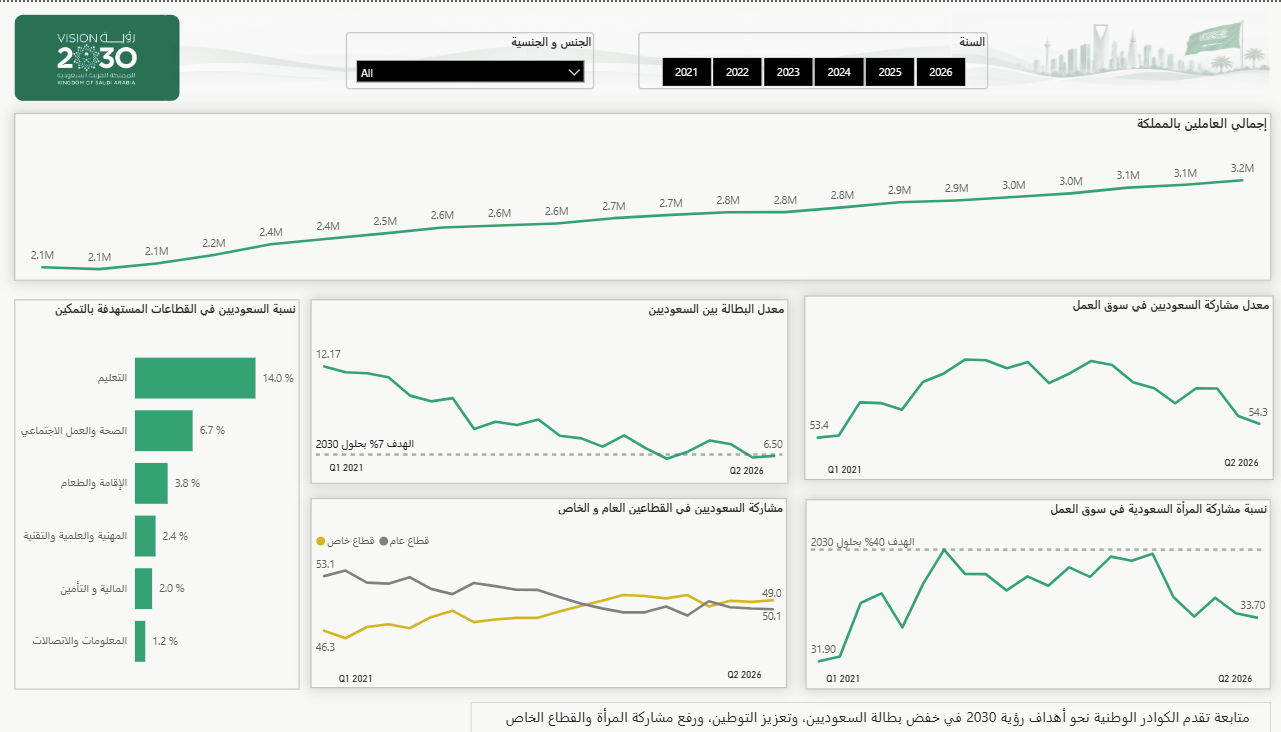 VISION رؤيـــة
2030
المملكة العربية السعودية
KINGDOM OF SAUDI ARABIA
الجنس و الجنسية
All
السنة
2021 2022 2023 2024 2025 2026
إجمالي العاملين بالمملكة
2.1M 2.1M 2.1M 2.2M 2.4M 2.4M 2.5M 2.6M 2.6M 2.6M 2.7M 2.7M 2.8M 2.8M 2.8M 2.9M 2.9M 3.0M 3.0M 3.1M 3.1M 3.2M
معدل مشاركة السعوديين في سوق العمل
53.4
54.3
Q1 2021
Q2 2026
معدل البطالة بين السعوديين
12.17
الهدف 7% بحلول 2030
6.50
Q1 2021
Q2 2026
نسبة السعوديين في القطاعات المستهدفة بالتمكين
التعليم 14.0 %
الصحة والعمل الاجتماعي 6.7 %
الإقامة والطعام 3.8 %
المهنية والعلمية والتقنية 2.4 %
المالية و التأمين 2.0 %
المعلومات والاتصالات 1.2 %
نسبة مشاركة المرأة السعودية في سوق العمل
الهدف 40% بحلول 2030
31.90
33.70
Q1 2021
Q2 2026
مشاركة السعوديين في القطاعين العام و الخاص
قطاع عام قطاع خاص
53.1
46.3
49.0
50.1
Q1 2021
Q2 2026
متابعة تقدم الكوادر الوطنية نحو أهداف رؤية 2030 في خفض بطالة السعوديين، وتعزيز التوطين، ورفع مشاركة المرأة والقطاع الخاص